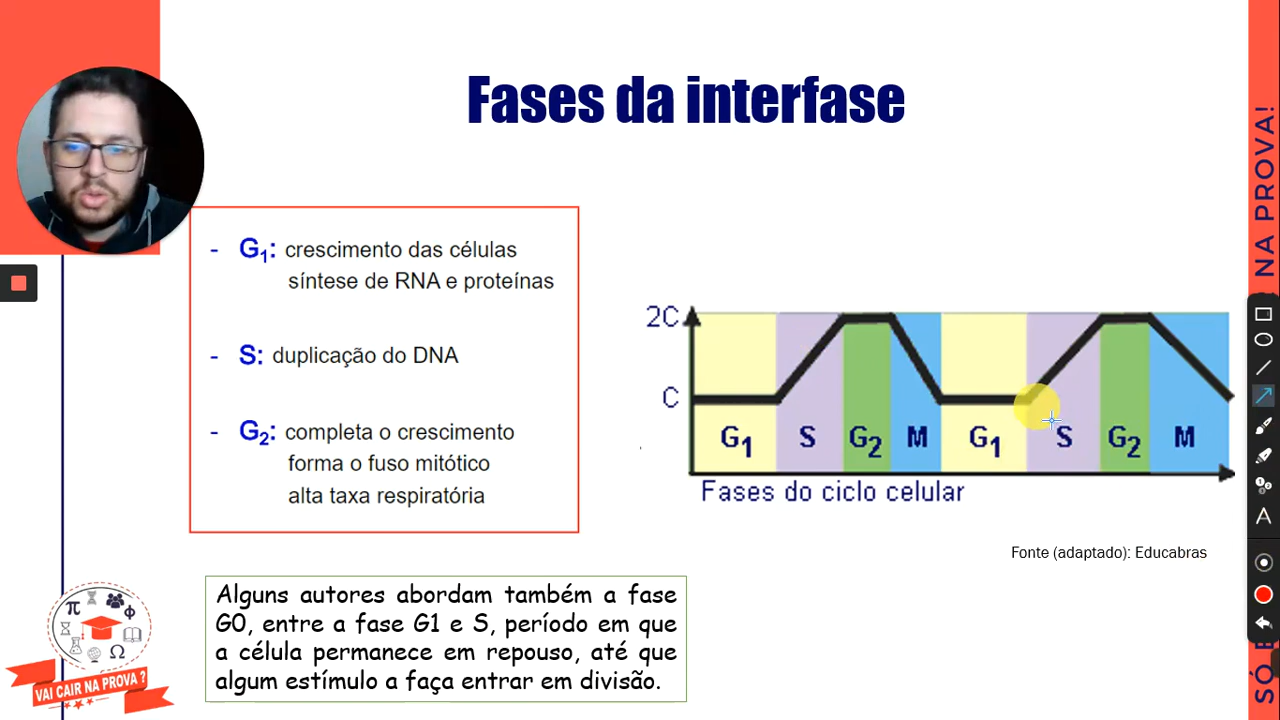 Fases da interfase
- G₁: crescimento das células
síntese de RNA e proteínas
- S: duplicação do DNA
- G₂: completa o crescimento
forma o fuso mitótico
alta taxa respiratória
2C
C
G₁ S G₂ M G₁ S G₂ M
Fases do ciclo celular
Fonte (adaptado): Educabras
Alguns autores abordam também a fase
G0, entre a fase G1 e S, período em que
a célula permanece em repouso, até que
algum estímulo a faça entrar em divisão.
π
Φ
Ω
VAI CAIR NA PROVA ?
NA PROVA!
SÓ
A